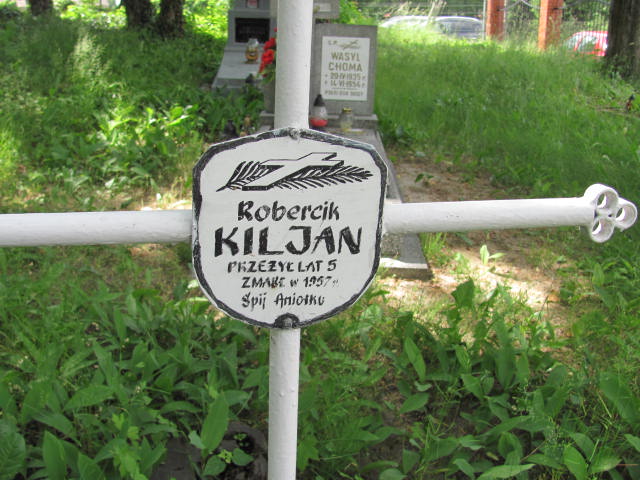 Ś.P.
WASYL
CHOMA
Robercik
KILJAN
PRZEŻYŁ LAT 5
ZMARŁ w 1957 r.
Śpij Aniołku